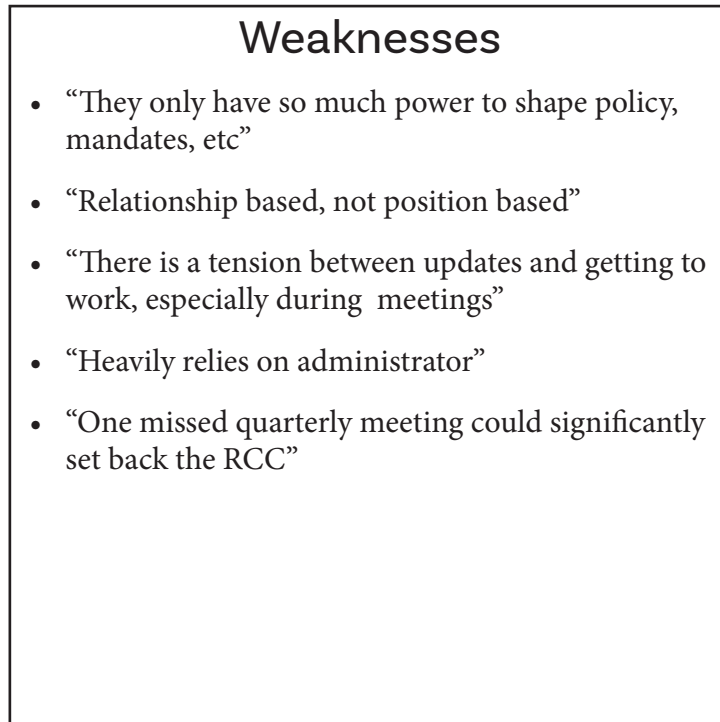 Weaknesses
• “They only have so much power to shape policy,
mandates, etc”
• “Relationship based, not position based”
• “There is a tension between updates and getting to
work, especially during  meetings”
• “Heavily relies on administrator”
• “One missed quarterly meeting could significantly
set back the RCC”